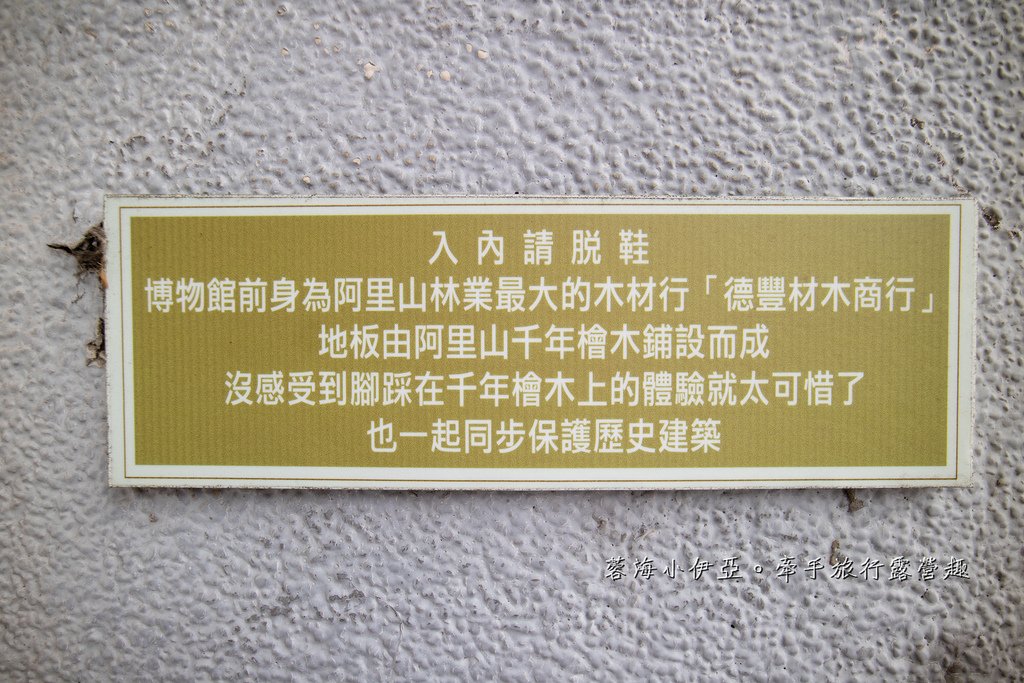 入內請脫鞋
博物館前身為阿里山林業最大的木材行「德豐材木商行」
地板由阿里山千年檜木鋪設而成
沒感受到腳踩在千年檜木上的體驗就太可惜了
也一起同步保護歷史建築
蓉海小伊亞。牽手旅行露營趣